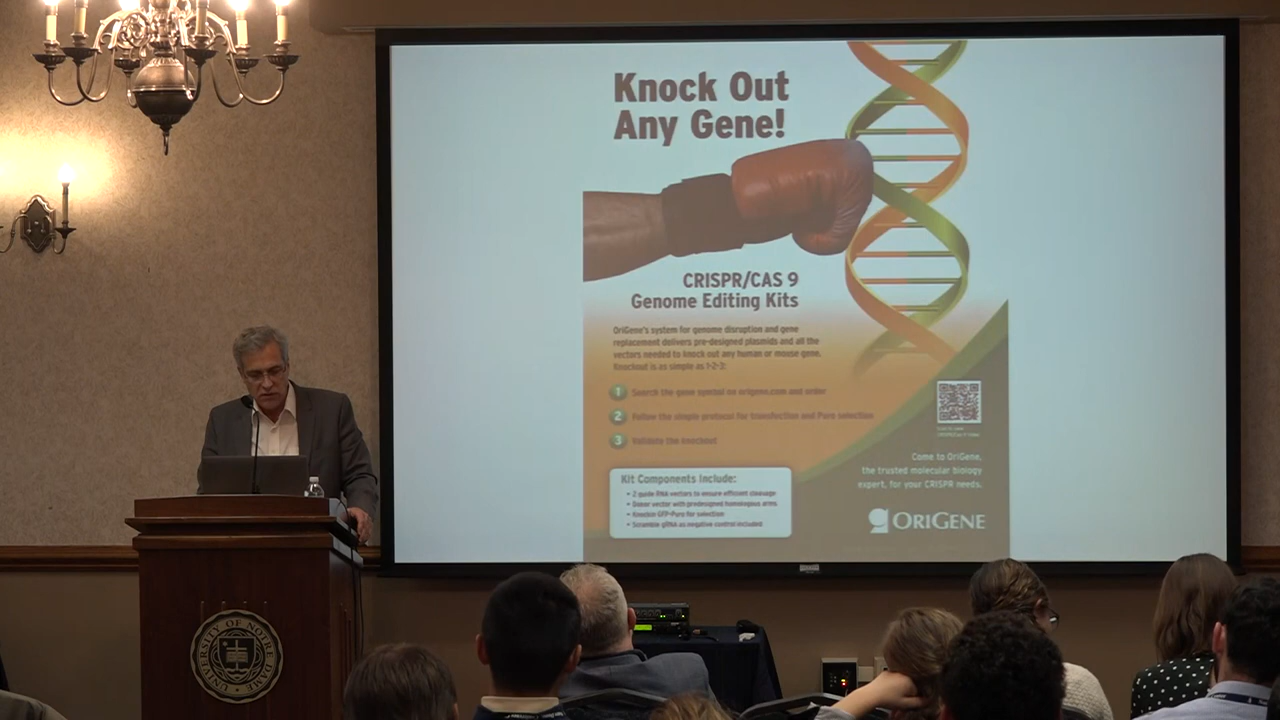 Knock Out
Any Gene!
CRISPR/CAS 9
Genome Editing Kits
OriGene's system for genome disruption and gene
replacement delivers pre-designed plasmids and all the
vectors needed to knock out any human or mouse gene.
Knockout is as simple as 1-2-3:
1 Search the gene symbol on origene.com and order
2 Follow the simple protocol for transfection and Puro selection
3 Validate the knockout
Kit Components Include:
• 2 guide RNA vectors to ensure efficient cleavage
• Donor vector with predesigned homologous arms
• Knockin GFP-Puro for selection
• Scramble gRNA as negative control included
Come to OriGene,
the trusted molecular biology
expert, for your CRISPR needs.
ORIGENE
UNIVERSITY OF NOTRE DAME